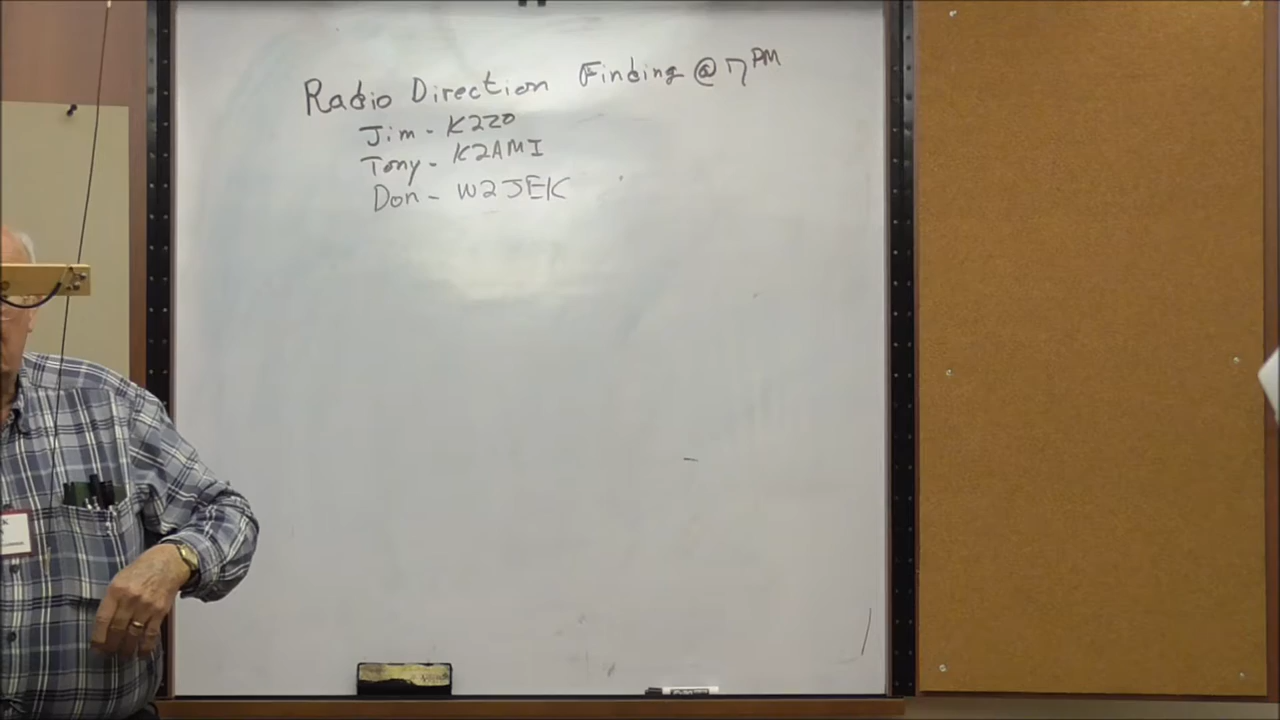 Radio Direction Finding @ 7PM
Jim - K2ZO
Tony - K2AMI
Don - W2JEK